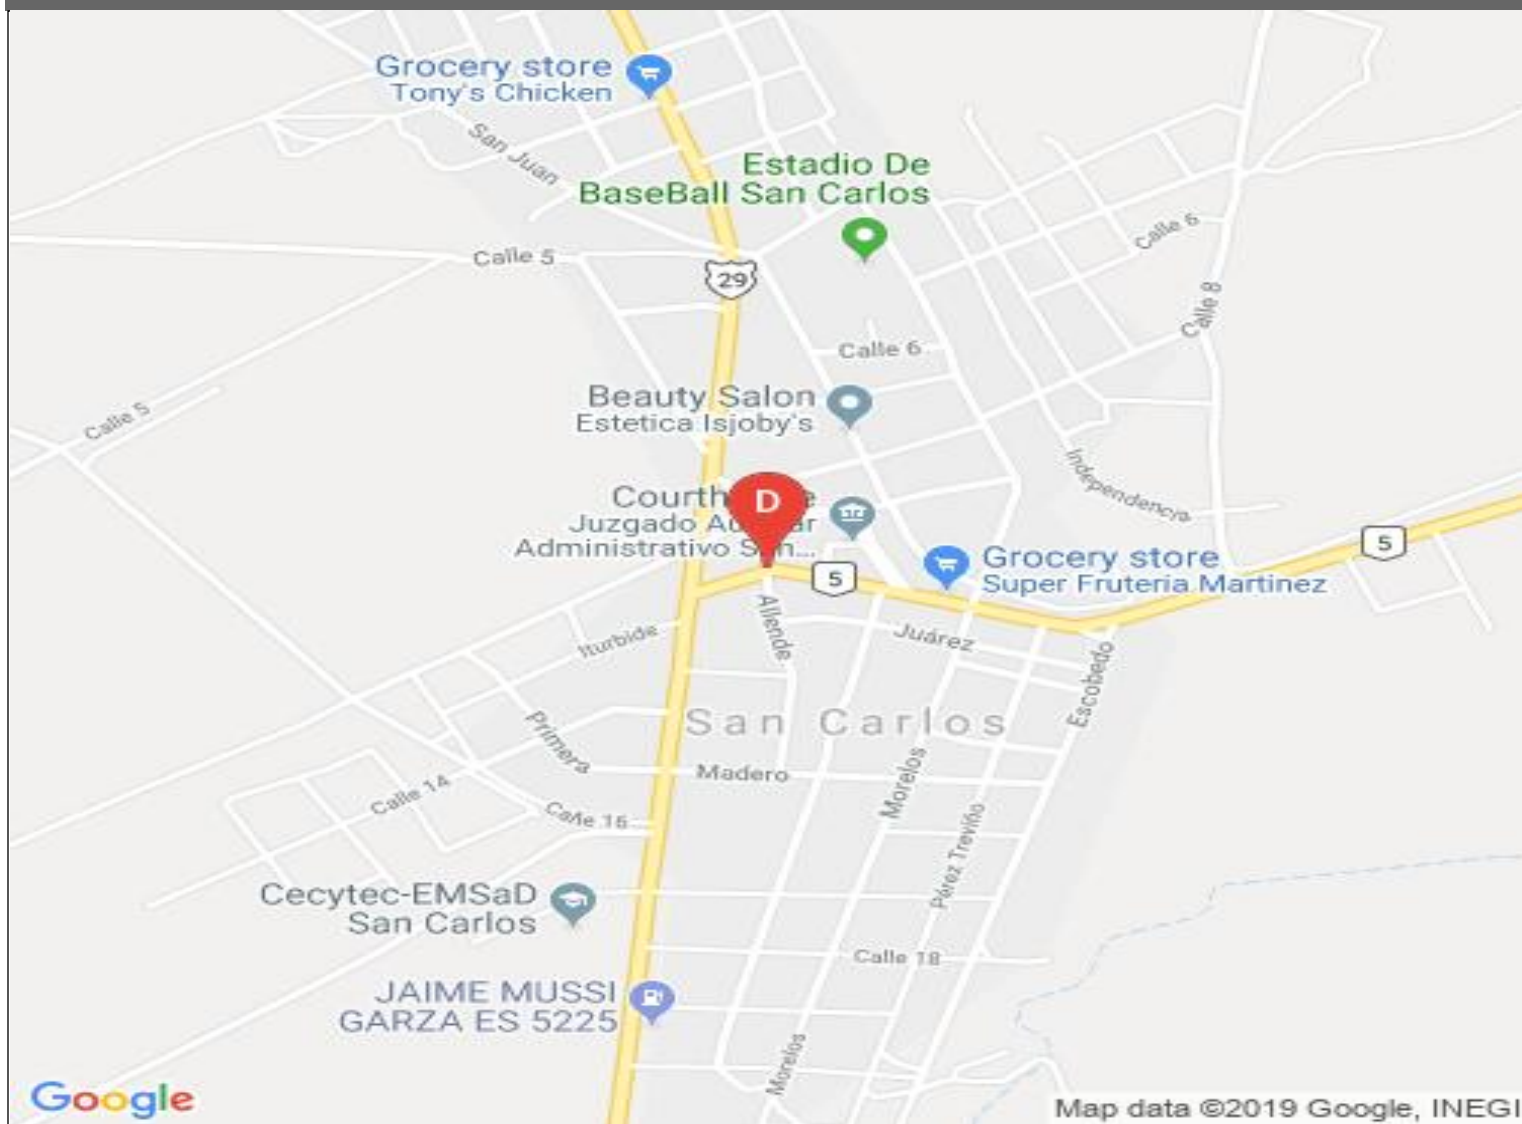 Grocery store
Tony's Chicken
San Juan
Estadio De
BaseBall San Carlos
Calle 6
Calle 5
29
Calle 8
Calle 6
Beauty Salon
Estetica Isjoby's
Calle 5
Independencia
D
Juzgado
Administrativo
5
Grocery store
Super Fruteria Martinez
5
Allende
Iturbide
Juárez
Escobedo
San Carlos
Primera
Madero
Morelos
Calle 14
Calle 16
Pérez Treviño
Cecytec-EMSaD
San Carlos
Calle 18
JAIME MUSSI
GARZA ES 5225
Morelos
Google
Map data ©2019 Google, INEGI